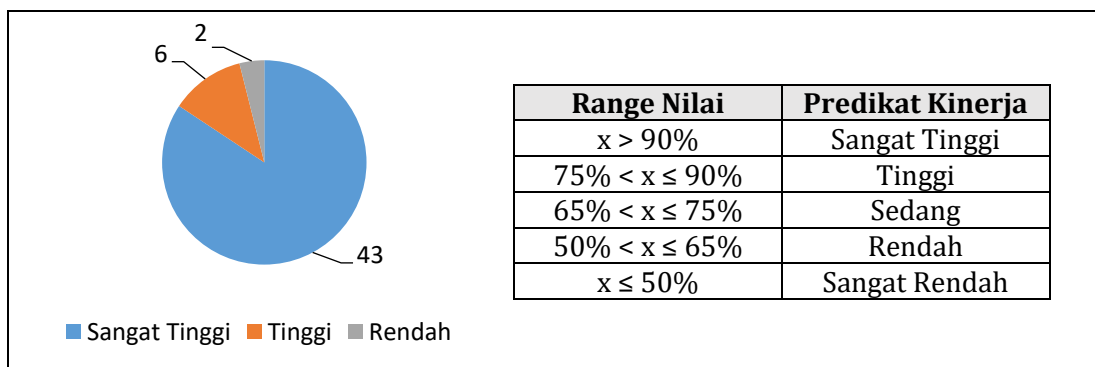 2
6
43
Sangat Tinggi Tinggi Rendah
Range Nilai Predikat Kinerja
x > 90% Sangat Tinggi
75% < x ≤ 90% Tinggi
65% < x ≤ 75% Sedang
50% < x ≤ 65% Rendah
x ≤ 50% Sangat Rendah